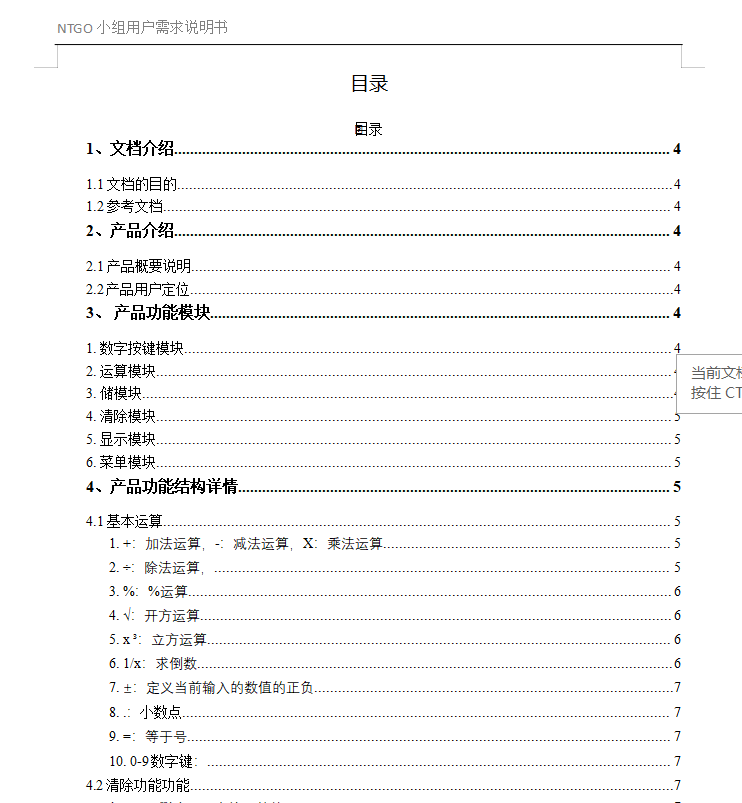 NTGO 小组用户需求说明书
目录
目录
1、文档介绍 4
1.1 文档的目的 4
1.2 参考文档 4
2、产品介绍 4
2.1 产品概要说明 4
2.2 产品用户定位 4
3、 产品功能模块 4
1. 数字按键模块 4
2. 运算模块
当前文档
3. 储模块
按住 CT
4. 清除模块 5
5. 显示模块 5
6. 菜单模块 5
4、产品功能结构详情 5
4.1 基本运算 5
1. +：加法运算，-：减法运算，X：乘法运算 5
2. ÷：除法运算， 5
3. %：%运算 6
4. √：开方运算 6
5. x ³：立方运算 6
6. 1/x：求倒数 6
7. ±：定义当前输入的数值的正负 7
8. .：小数点 7
9. =：等于号 7
10. 0-9数字键： 7
4.2 清除功能功能 7